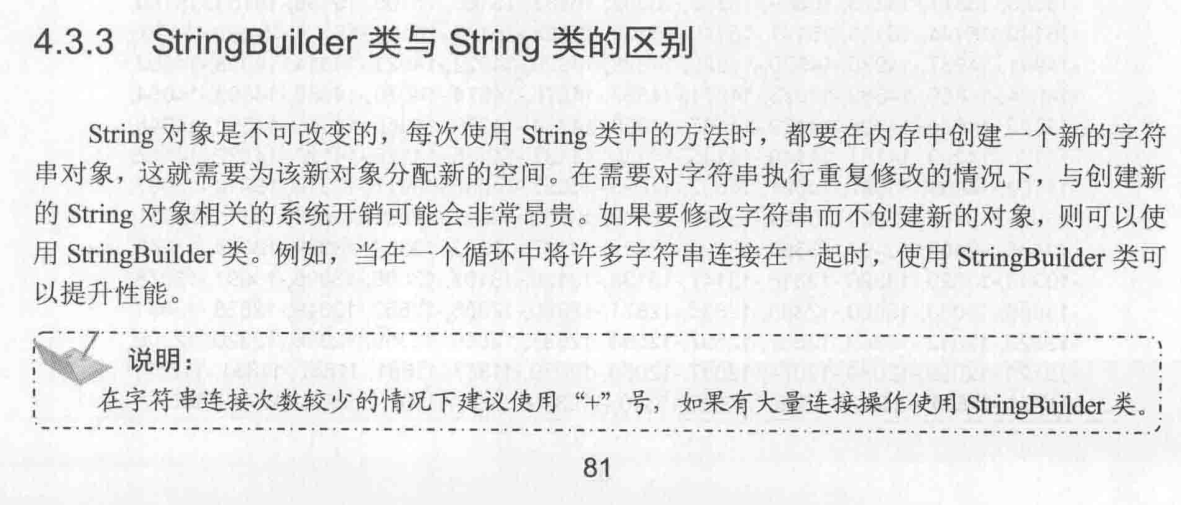 4.3.3 StringBuilder 类与 String 类的区别
String 对象是不可改变的，每次使用 String 类中的方法时，都要在内存中创建一个新的字符
串对象，这就需要为该新对象分配新的空间。在需要对字符串执行重复修改的情况下，与创建新
的 String 对象相关的系统开销可能会非常昂贵。如果要修改字符串而不创建新的对象，则可以使
用 StringBuilder 类。例如，当在一个循环中将许多字符串连接在一起时，使用 StringBuilder 类可
以提升性能。
说明：
在字符串连接次数较少的情况下建议使用“+”号，如果有大量连接操作使用 StringBuilder 类。
81